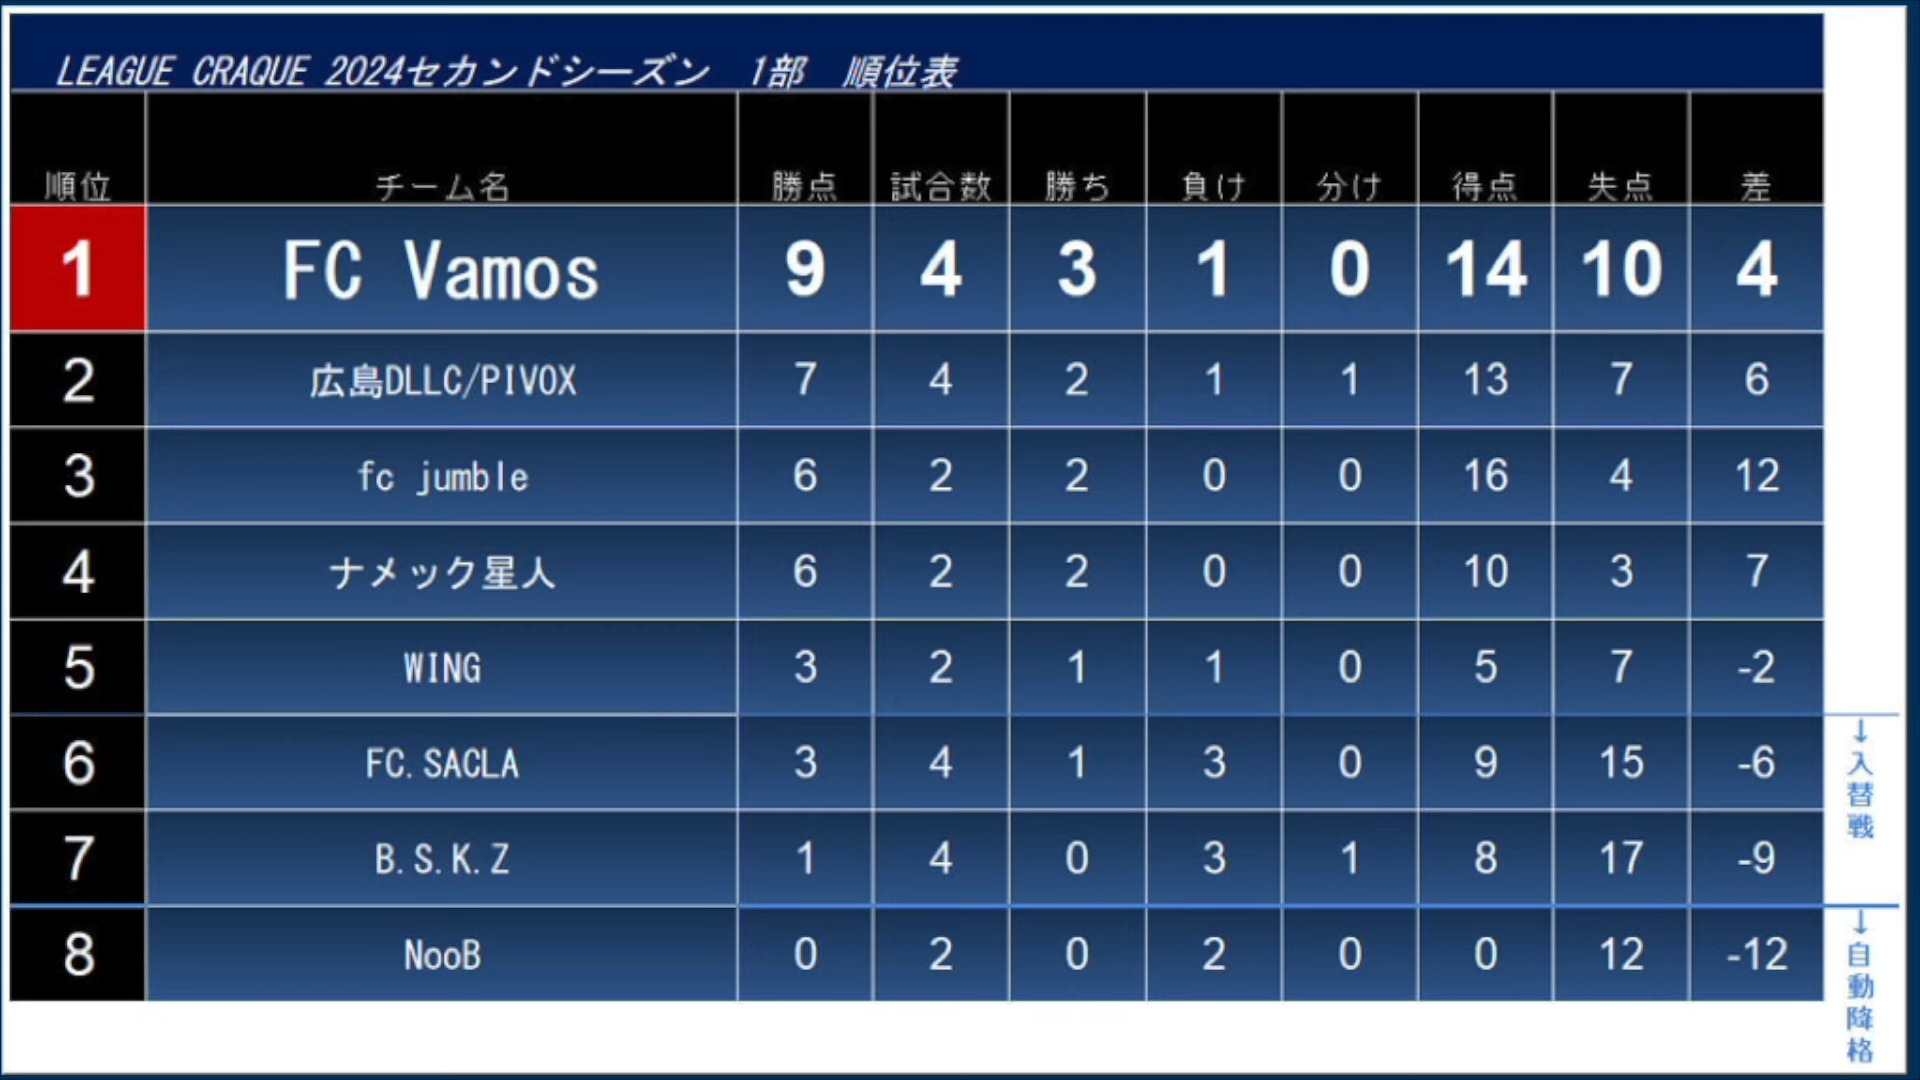 LEAGUE CRAQUE 2024セカンドシーズン 1部 順位表
順位 チーム名 勝点 試合数 勝ち 負け 分け 得点 失点 差
1 FC Vamos 9 4 3 1 0 14 10 4
2 広島DLLC/PIVOX 7 4 2 1 1 13 7 6
3 fc jumble 6 2 2 0 0 16 4 12
4 ナメック星人 6 2 2 0 0 10 3 7
5 WING 3 2 1 1 0 5 7 -2
6 FC.SACLA 3 4 1 3 0 9 15 -6
7 B.S.K.Z 1 4 0 3 1 8 17 -9
8 NooB 0 2 0 2 0 0 12 -12
↓入替戦
↓自動降格